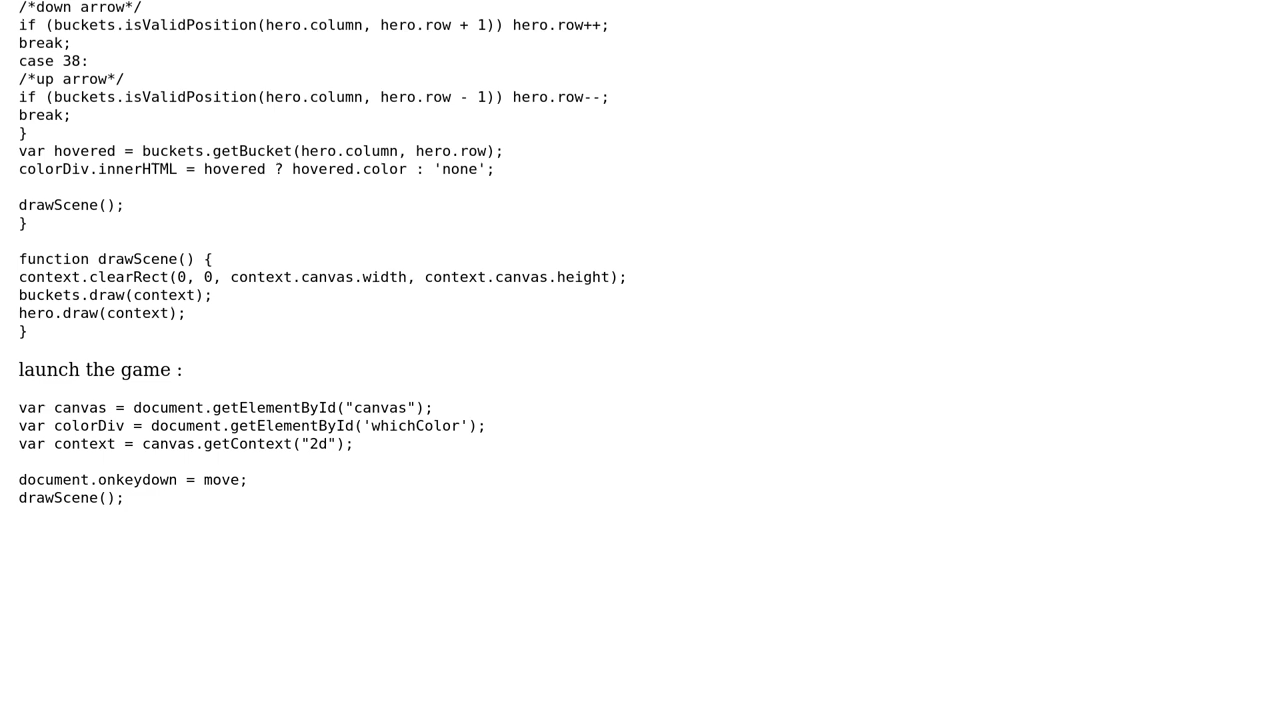 /*down arrow*/
if (buckets.isValidPosition(hero.column, hero.row + 1)) hero.row++;
break;
case 38:
/*up arrow*/
if (buckets.isValidPosition(hero.column, hero.row - 1)) hero.row--;
break;
}
var hovered = buckets.getBucket(hero.column, hero.row);
colorDiv.innerHTML = hovered ? hovered.color : 'none';

drawScene();
}

function drawScene() {
context.clearRect(0, 0, context.canvas.width, context.canvas.height);
buckets.draw(context);
hero.draw(context);
}

launch the game :

var canvas = document.getElementById("canvas");
var colorDiv = document.getElementById('whichColor');
var context = canvas.getContext("2d");

document.onkeydown = move;
drawScene();